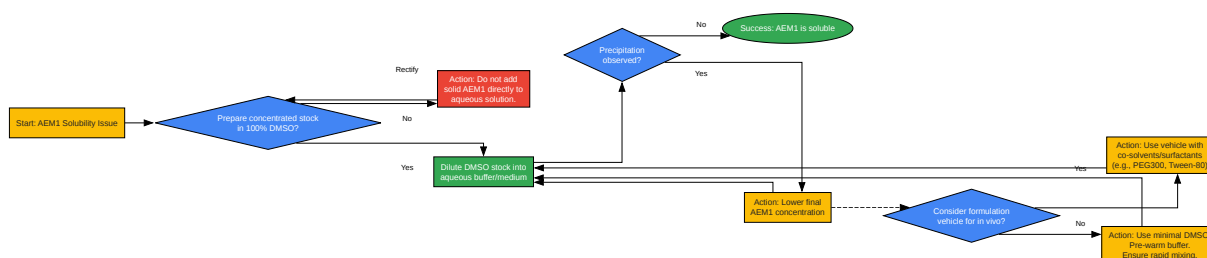 Start: AEM1 Solubility Issue
Prepare concentrated stock
in 100% DMSO?
Rectify
Action: Do not add
solid AEM1 directly to
aqueous solution.
No
Yes
Dilute DMSO stock into
aqueous buffer/medium
Precipitation
observed?
No
Success: AEM1 is soluble
Yes
Action: Lower final
AEM1 concentration
Consider formulation
vehicle for in vivo?
Yes
Action: Use vehicle with
co-solvents/surfactants
(e.g., PEG300, Tween-80)
No
Action: Use minimal DMSO.
Pre-warm buffer.
Ensure rapid mixing.